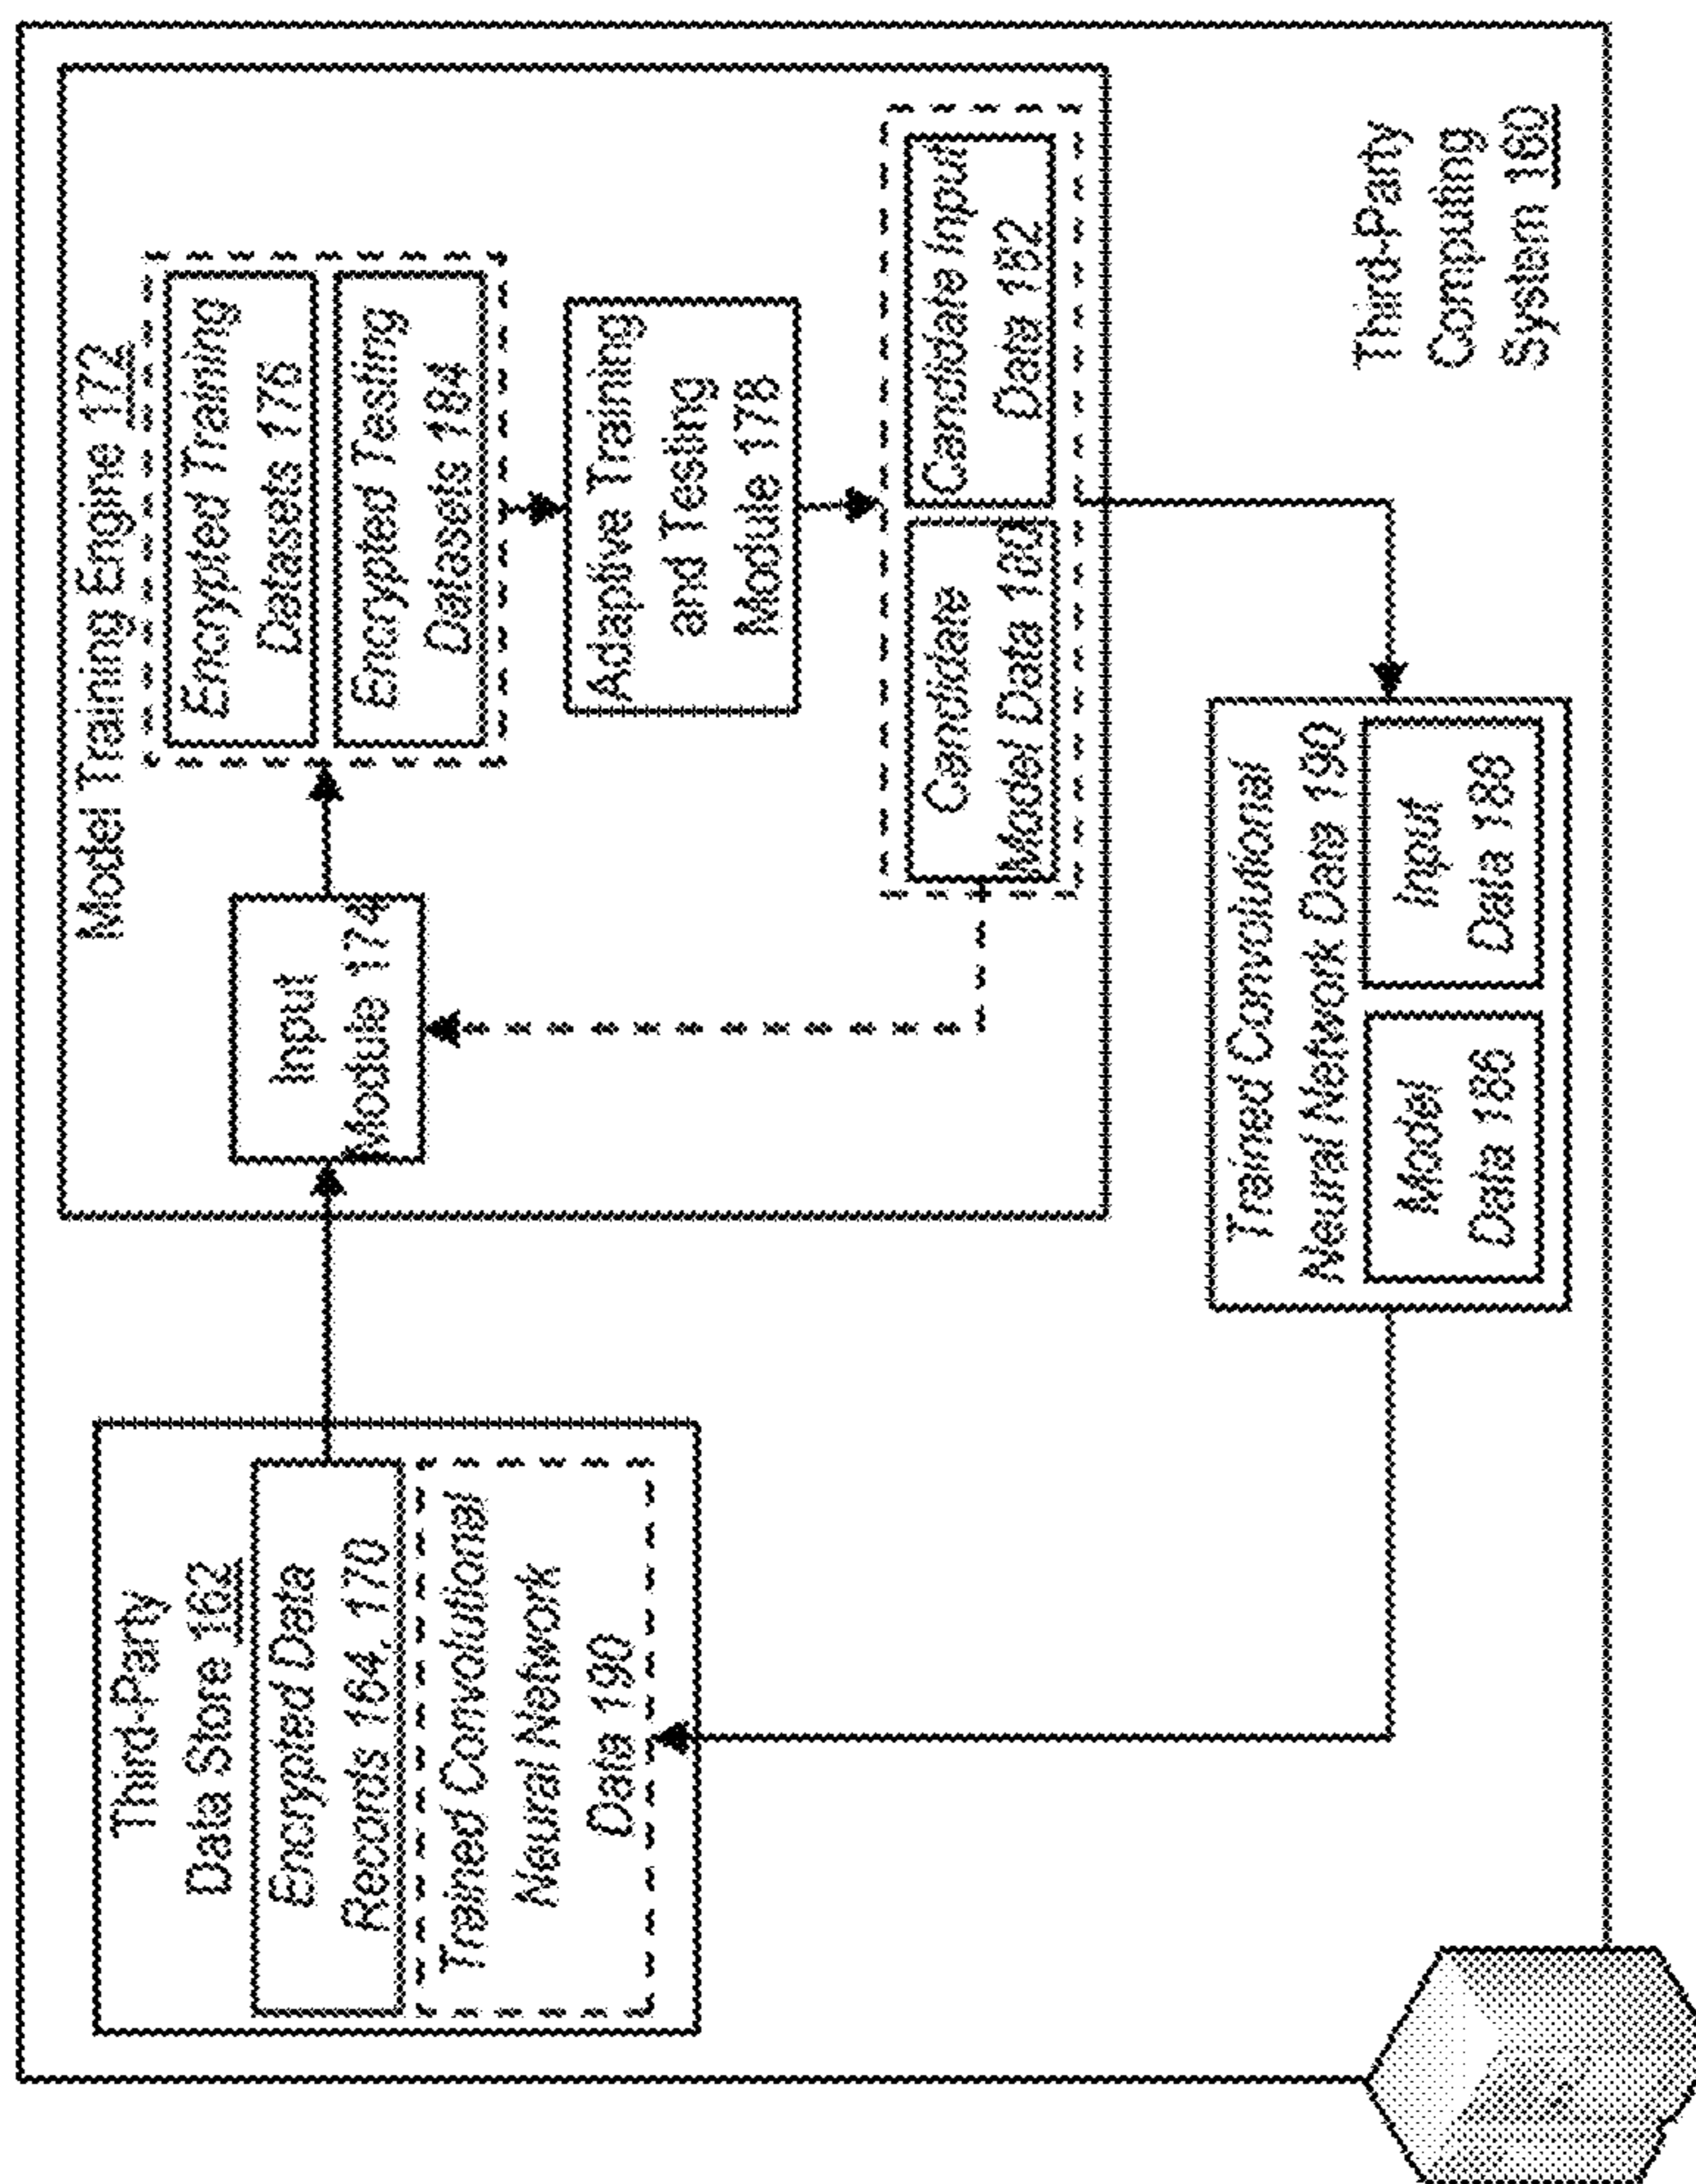 Third-Party
Data Store 162
Encrypted Data
Records 164, 170
Trained Convolutional
Neural Network
Data 190
Model Training Engine 172
Input
Module 174
Encrypted Training
Datasets 176
Encrypted Testing
Datasets 184
Adaptive Training
and Testing
Module 178
Candidate
Model Data 180
Candidate Input
Data 182
Trained Convolutional
Neural Network Data 190
Model
Data 186
Input
Data 188
Third-Party
Computing
System